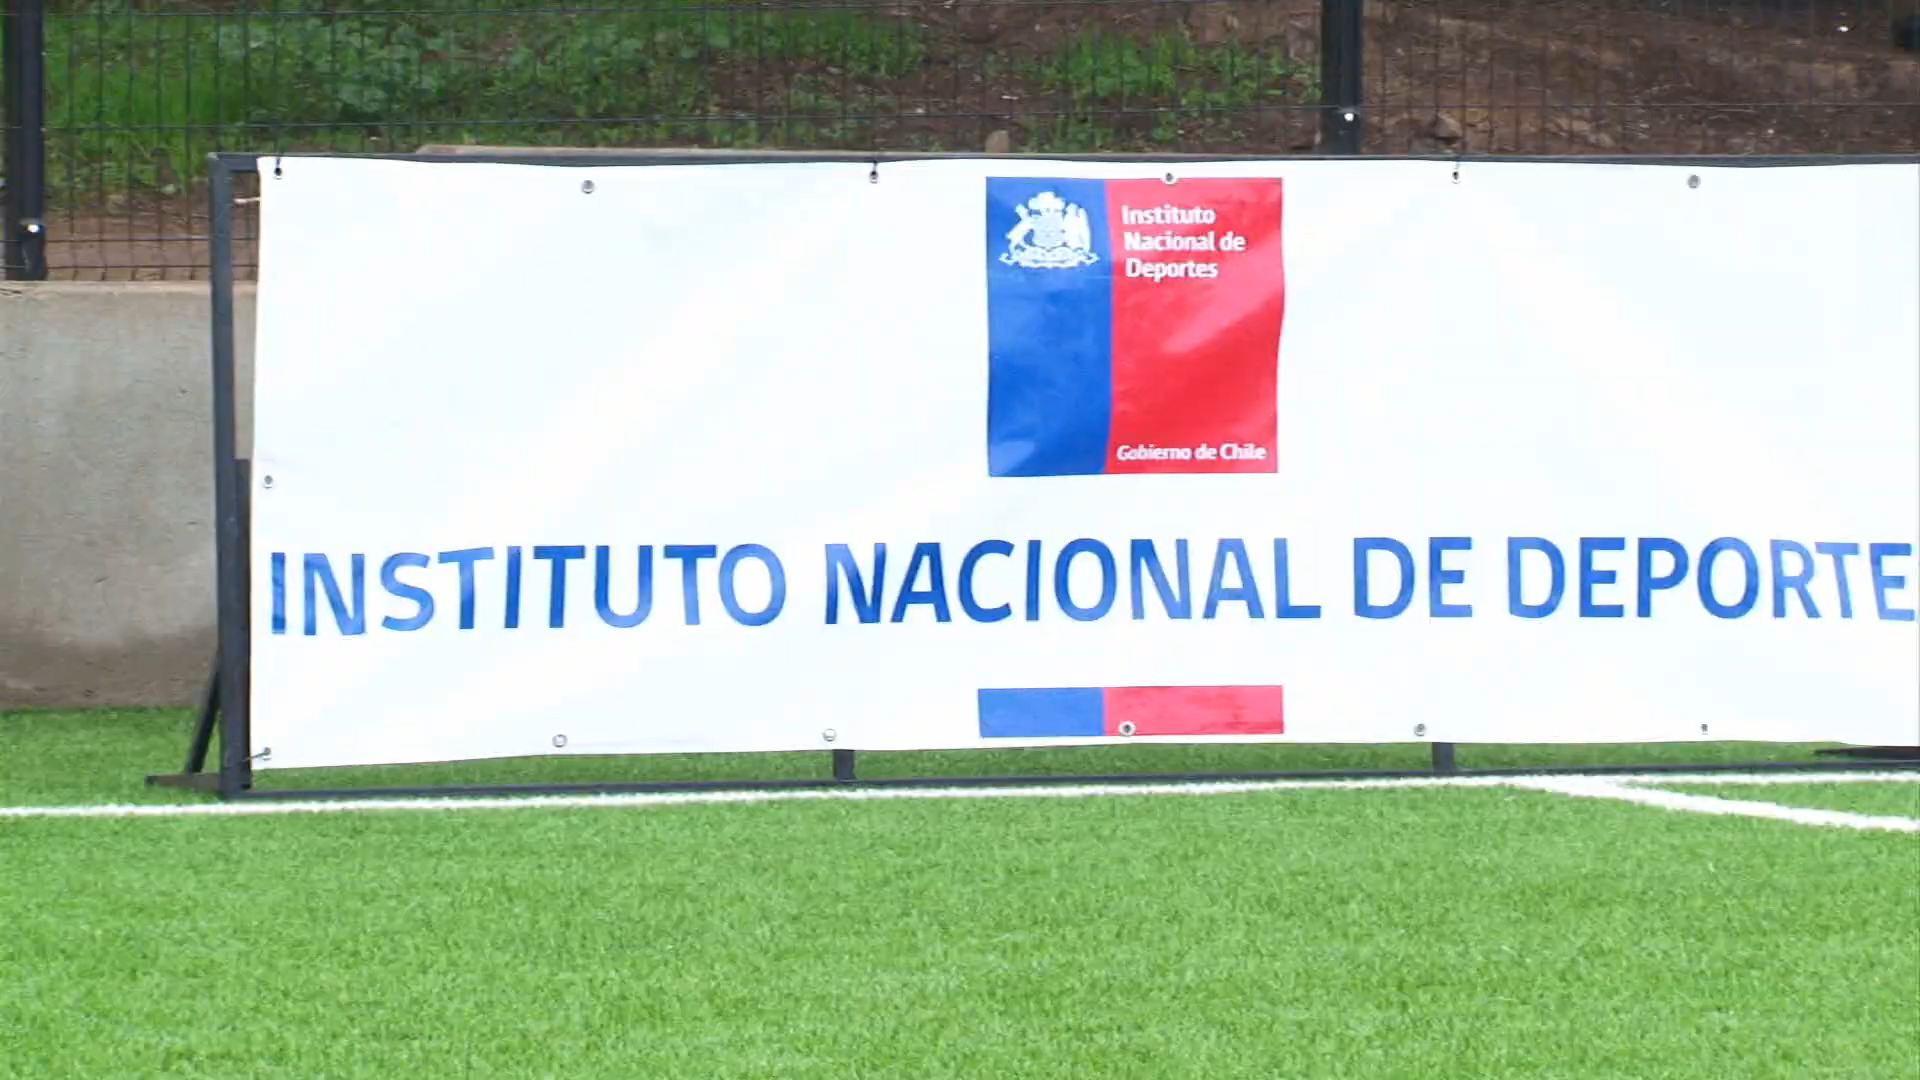 Instituto
Nacional de
Deportes
Gobierno de Chile
INSTITUTO NACIONAL DE DEPORTE